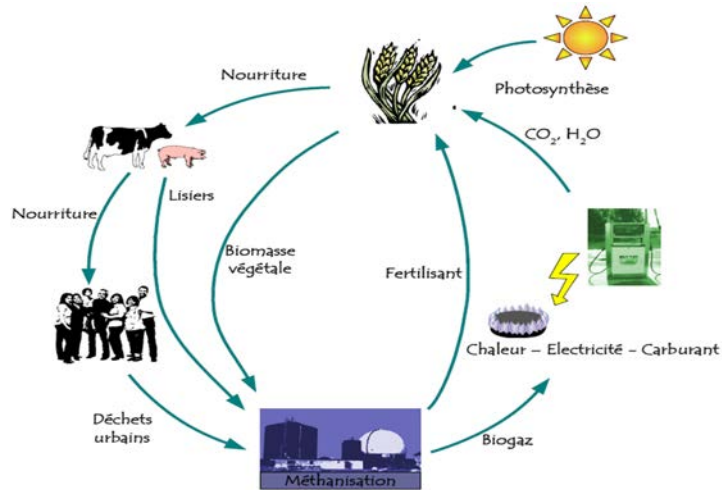 Nourriture
Photosynthèse
CO₂, H₂O
Lisiers
Nourriture
Biomasse
végétale
Fertilisant
Chaleur – Electricité – Carburant
Déchets
urbains
Biogaz
Méthanisation